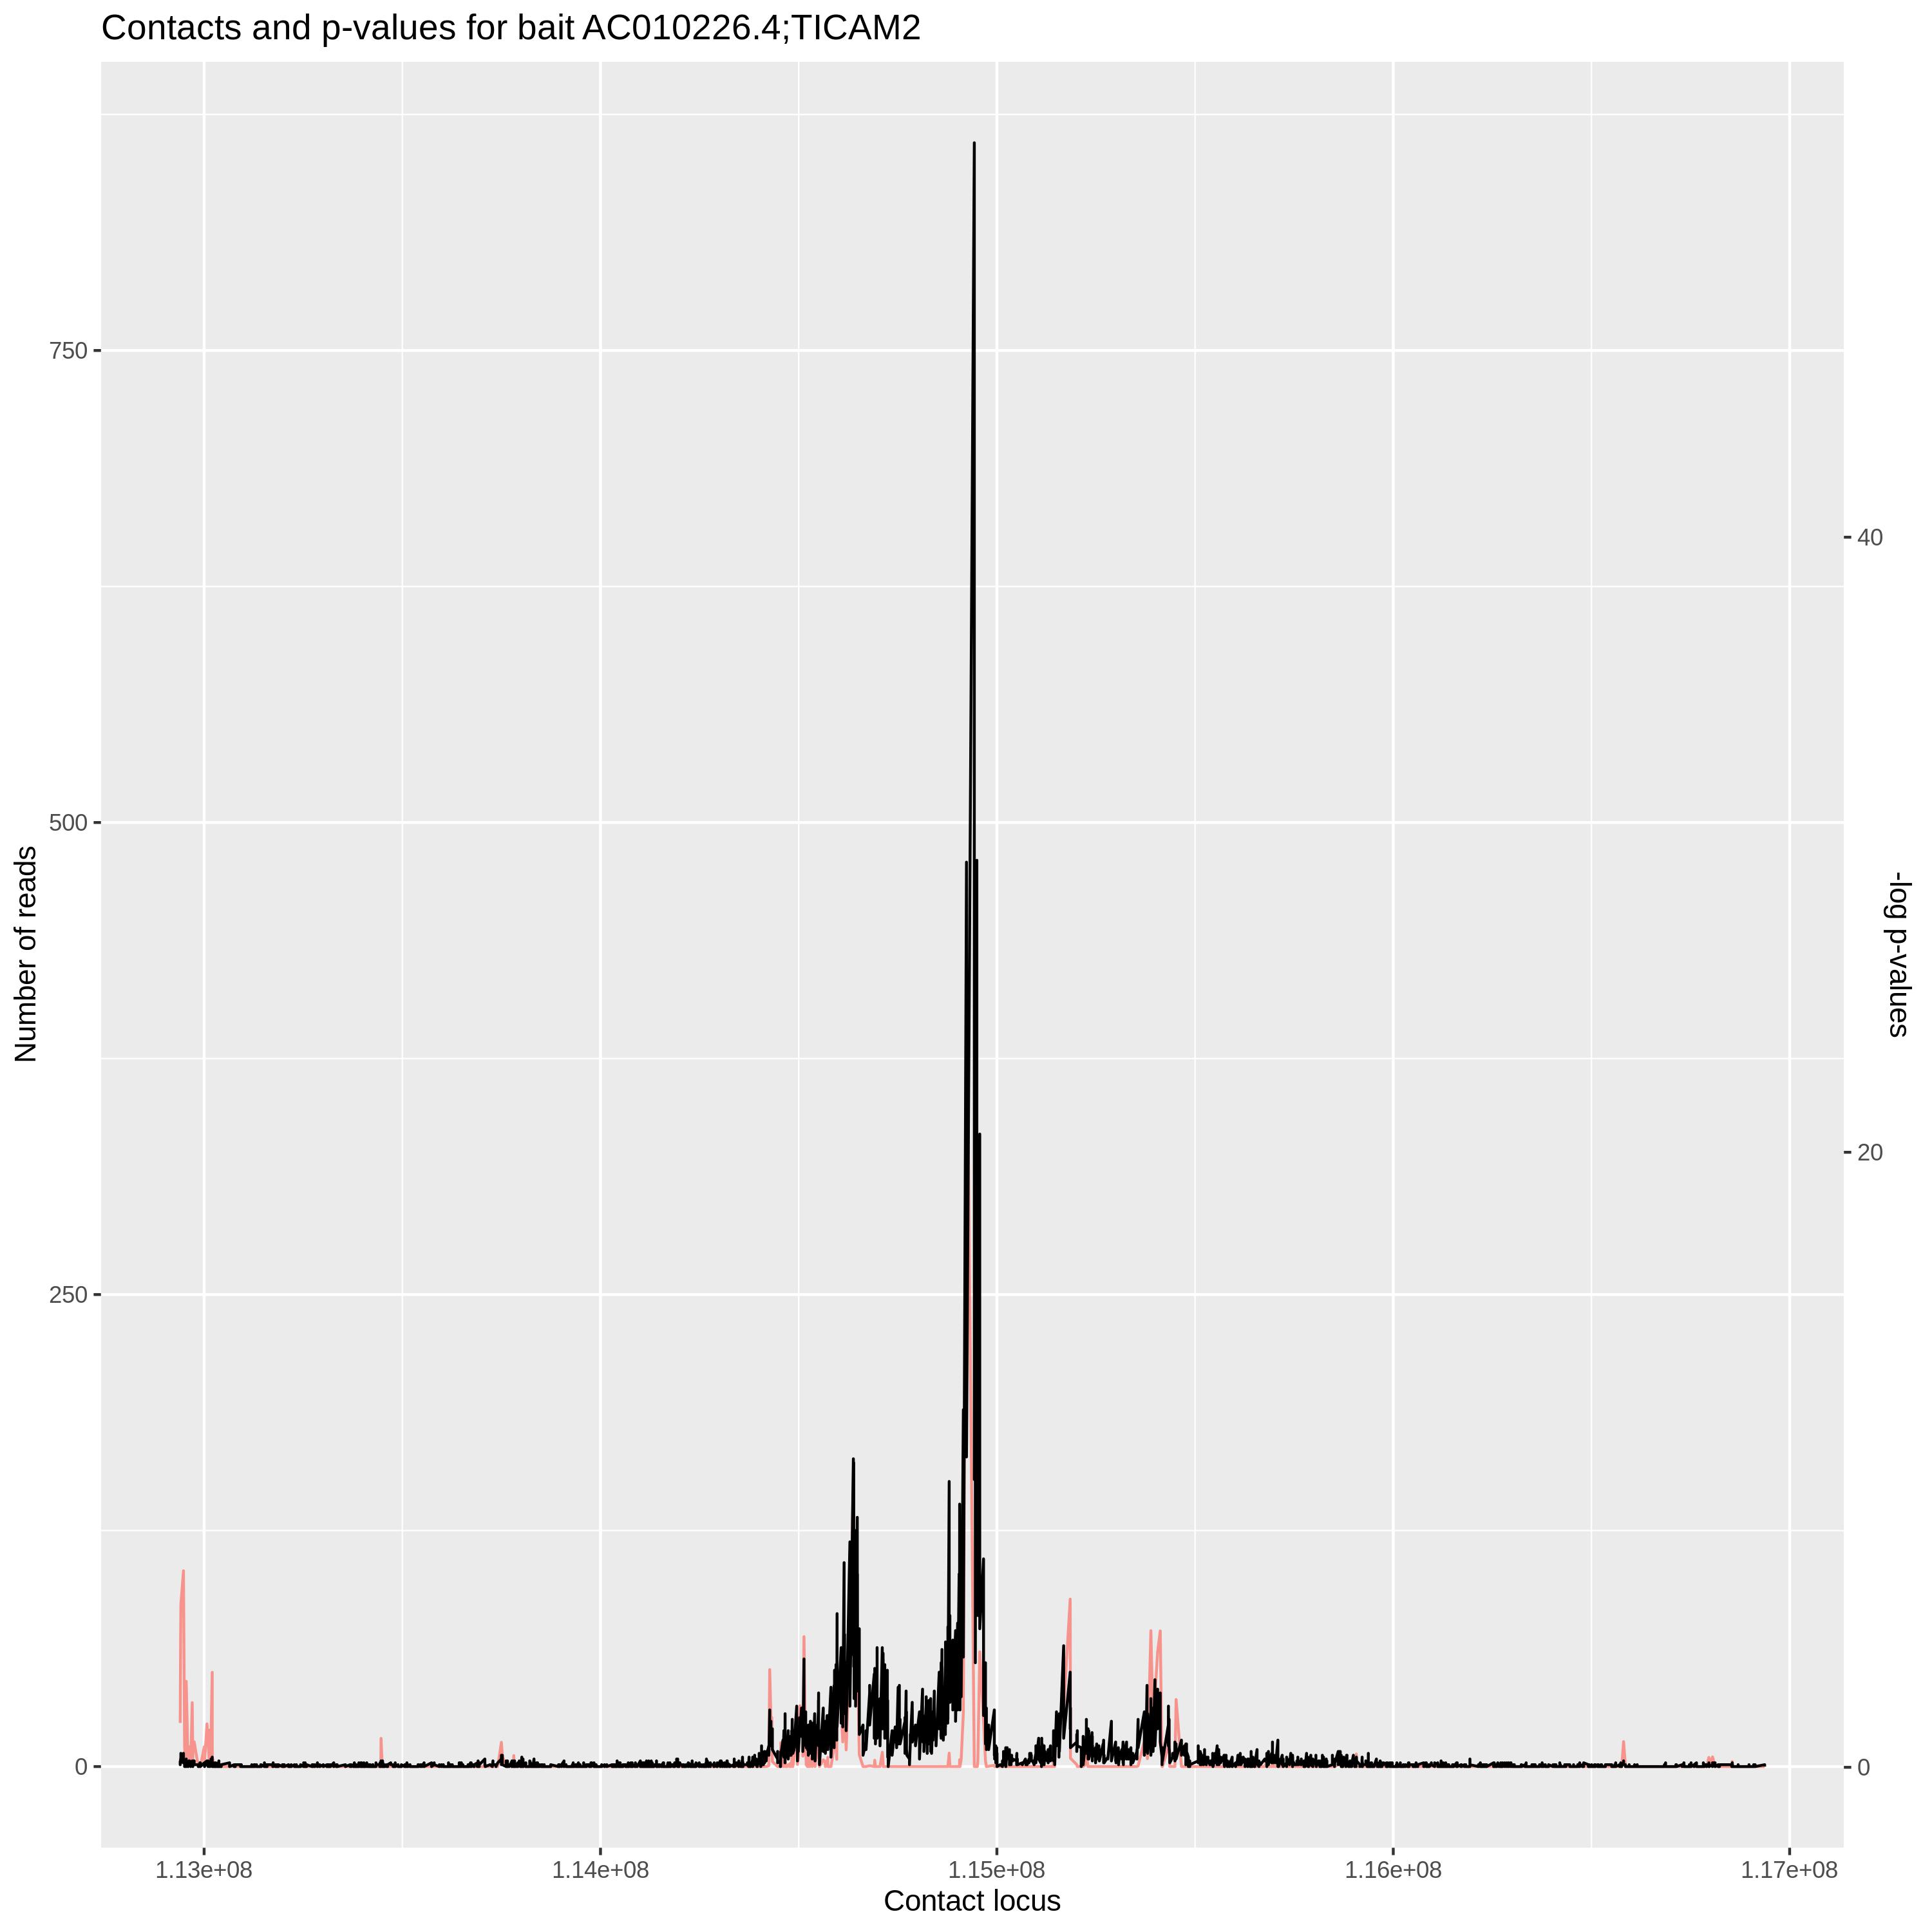 Contacts and p-values for bait AC010226.4;TICAM2
750
500
250
0
Number of reads
40
20
0
-log p-values
1.13e+08
1.14e+08
1.15e+08
1.16e+08
1.17e+08
Contact locus